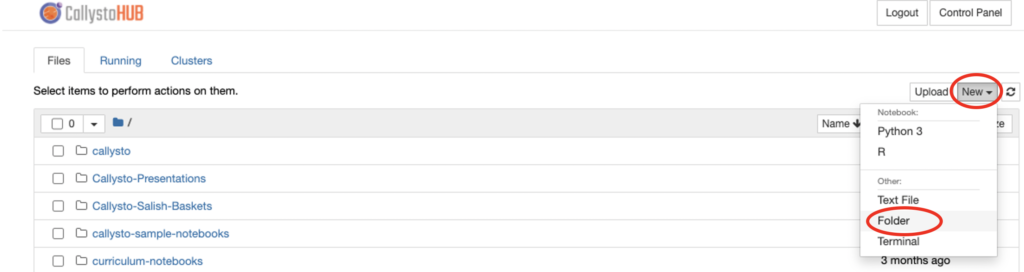 CallystoHUB
Logout Control Panel
Files Running Clusters
Select items to perform actions on them.
Upload New
0 / Name
Notebook:
Python 3
R
Other:
Text File
Folder
Terminal
callysto
Callysto-Presentations
Callysto-Salish-Baskets
callysto-sample-notebooks
curriculum-notebooks 3 months ago